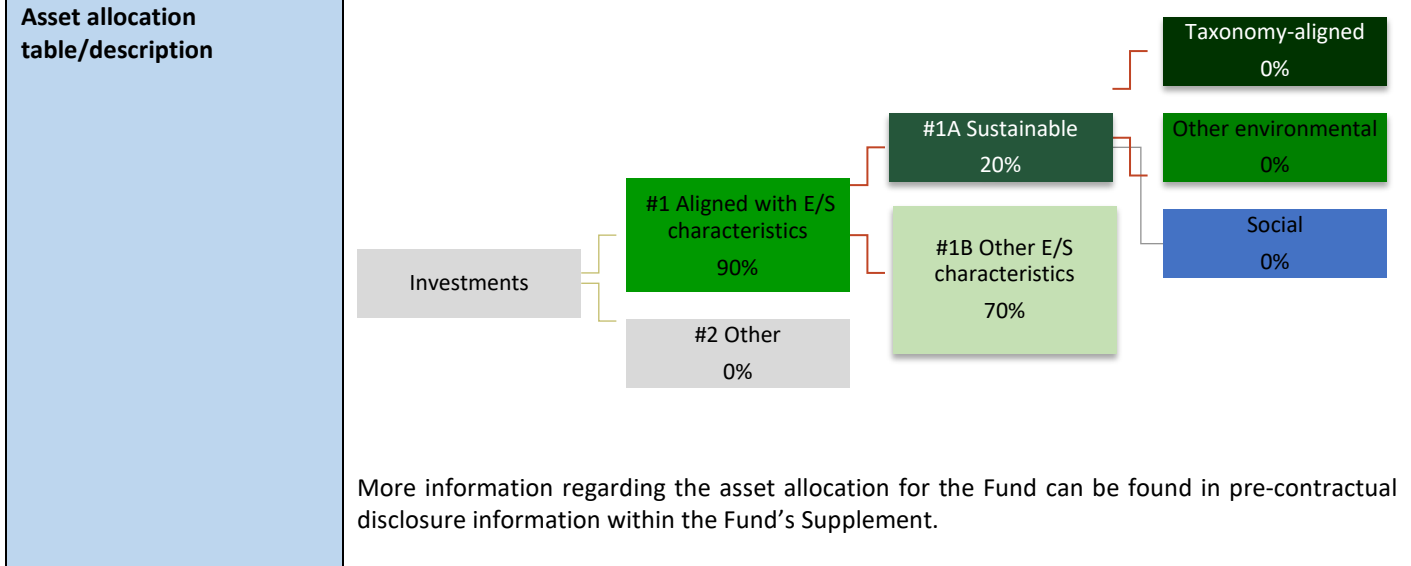 Asset allocation
table/description
Taxonomy-aligned
0%
#1A Sustainable
20%
Other environmental
0%
#1 Aligned with E/S
characteristics
90%
Social
0%
#1B Other E/S
characteristics
70%
Investments
#2 Other
0%
More information regarding the asset allocation for the Fund can be found in pre-contractual
disclosure information within the Fund’s Supplement.